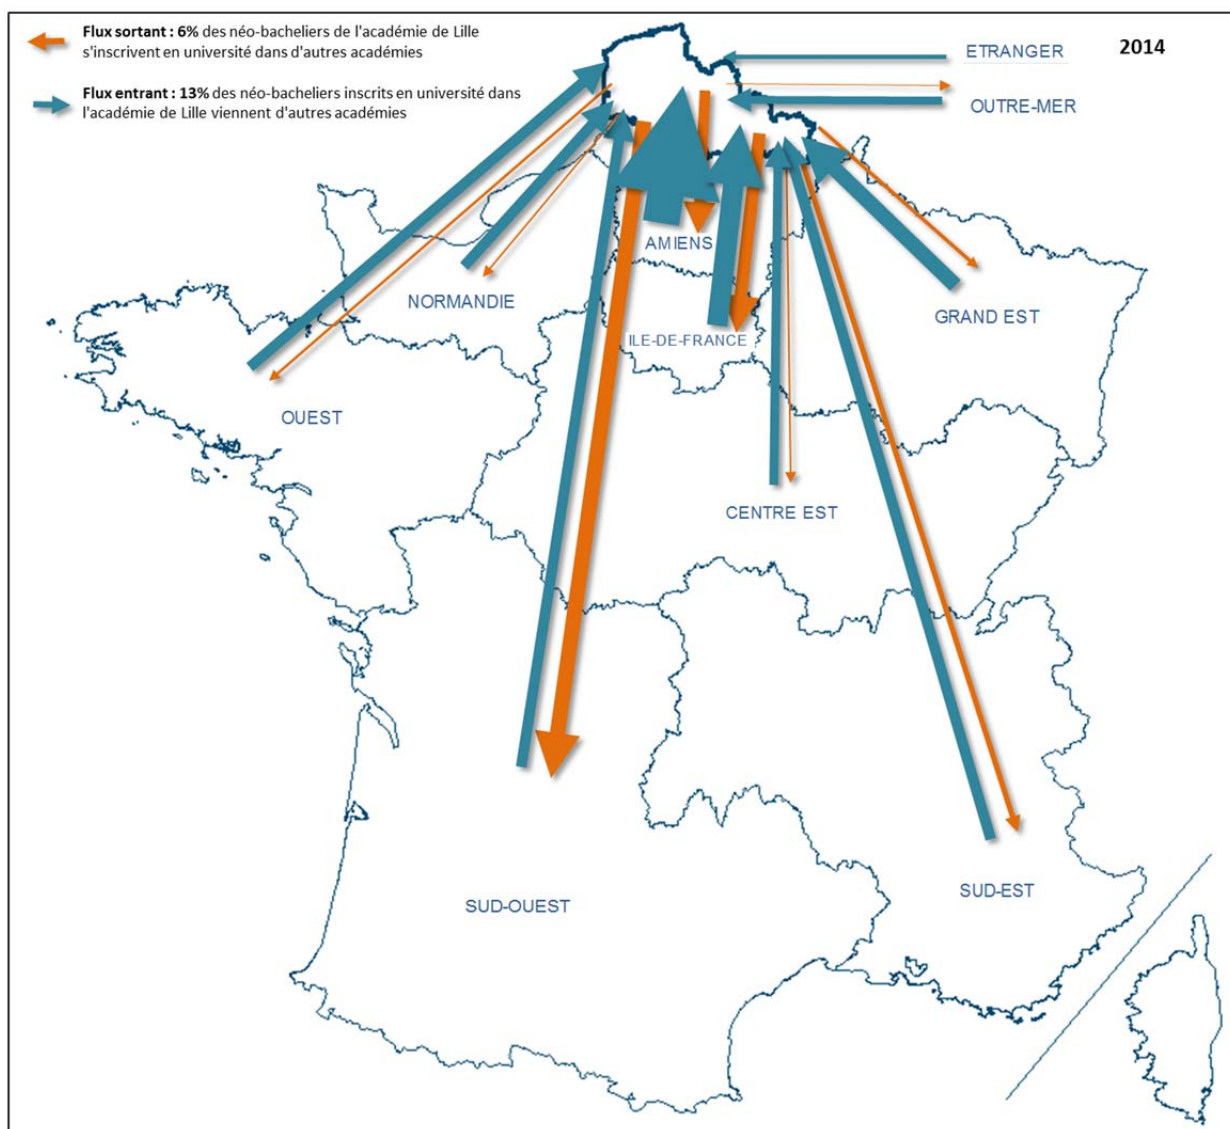 Flux sortant : 6% des néo-bacheliers de l'académie de Lille
s'inscrivent en université dans d'autres académies
2014
ETRANGER
Flux entrant : 13% des néo-bacheliers inscrits en université dans
l'académie de Lille viennent d'autres académies
OUTRE-MER
AMIENS
NORMANDIE
GRAND EST
ILE-DE-FRANCE
OUEST
CENTRE EST
SUD-EST
SUD-OUEST